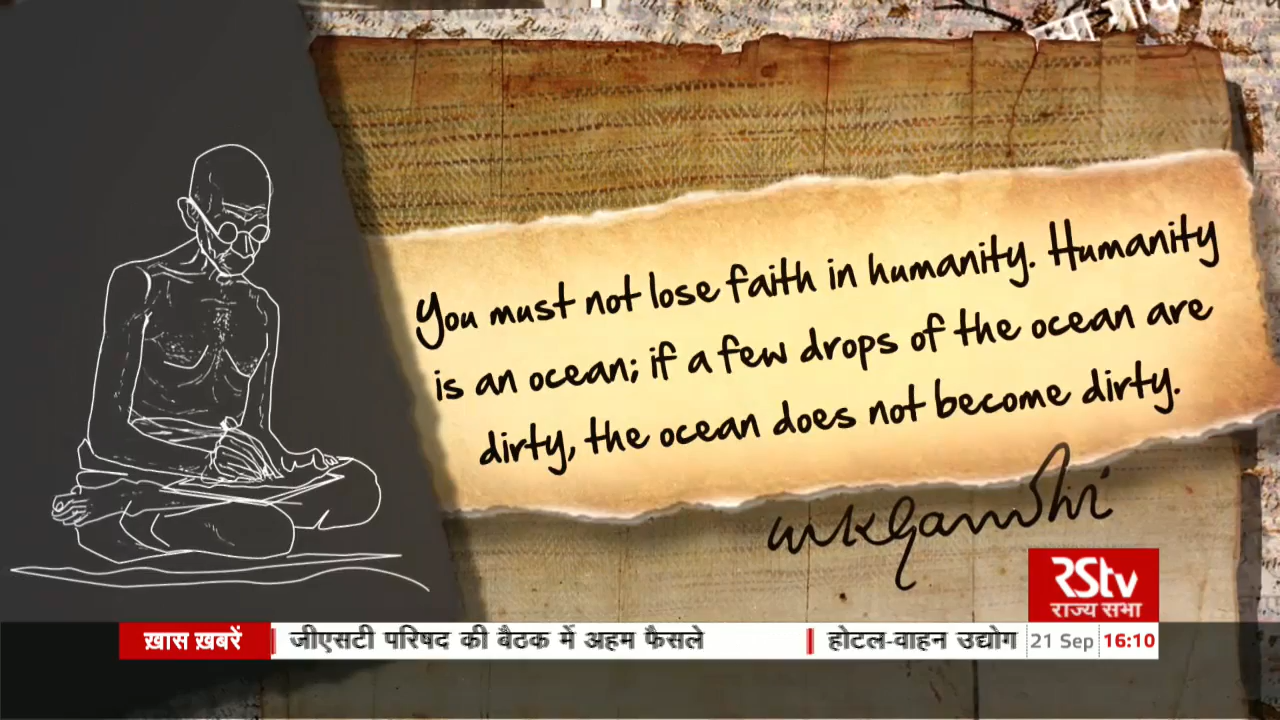 You must not lose faith in humanity. Humanity
is an ocean; if a few drops of the ocean are
dirty, the ocean does not become dirty.
mkgandhi
RStv
राज्य सभा
ख़ास ख़बरें
जीएसटी परिषद की बैठक में अहम फैसले
होटल-वाहन उद्योग
21 Sep 16:10